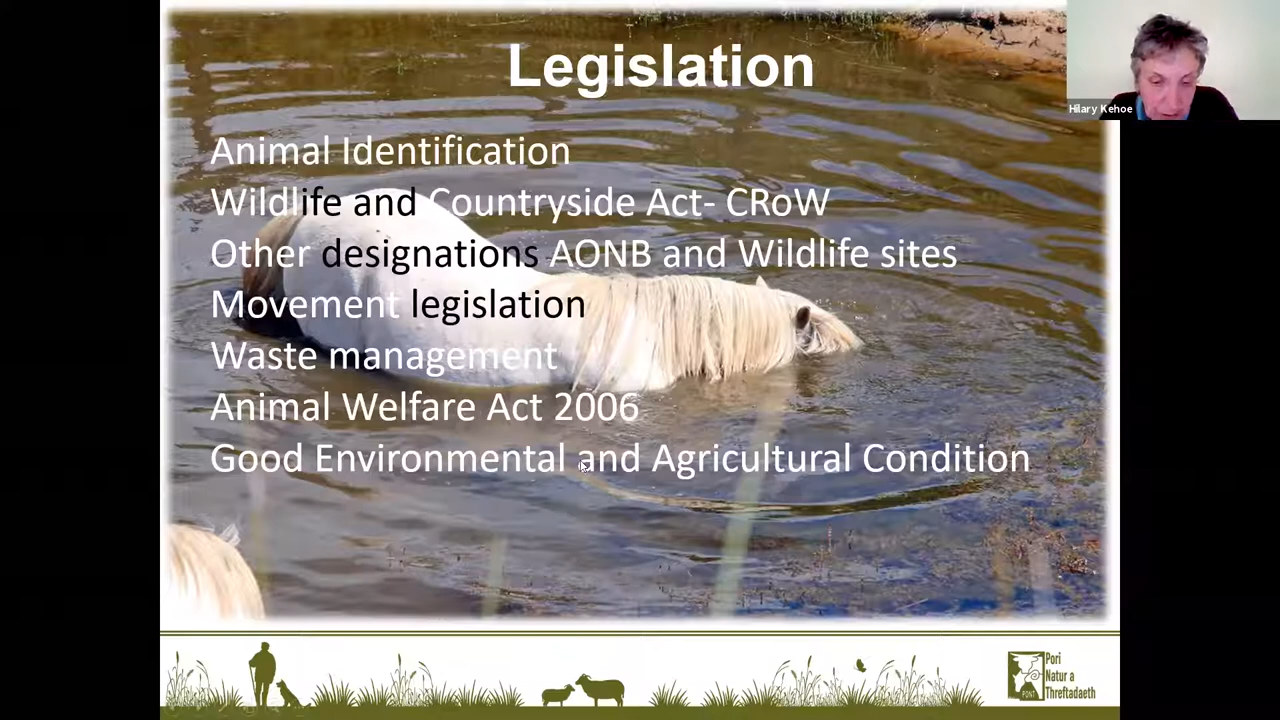 Legislation
Hilary Kehoe
Animal Identification
Wildlife and Countryside Act- CRoW
Other designations AONB and Wildlife sites
Movement legislation
Waste management
Animal Welfare Act 2006
Good Environmental and Agricultural Condition
Pori
Natur a
Threftadaeth
PONT